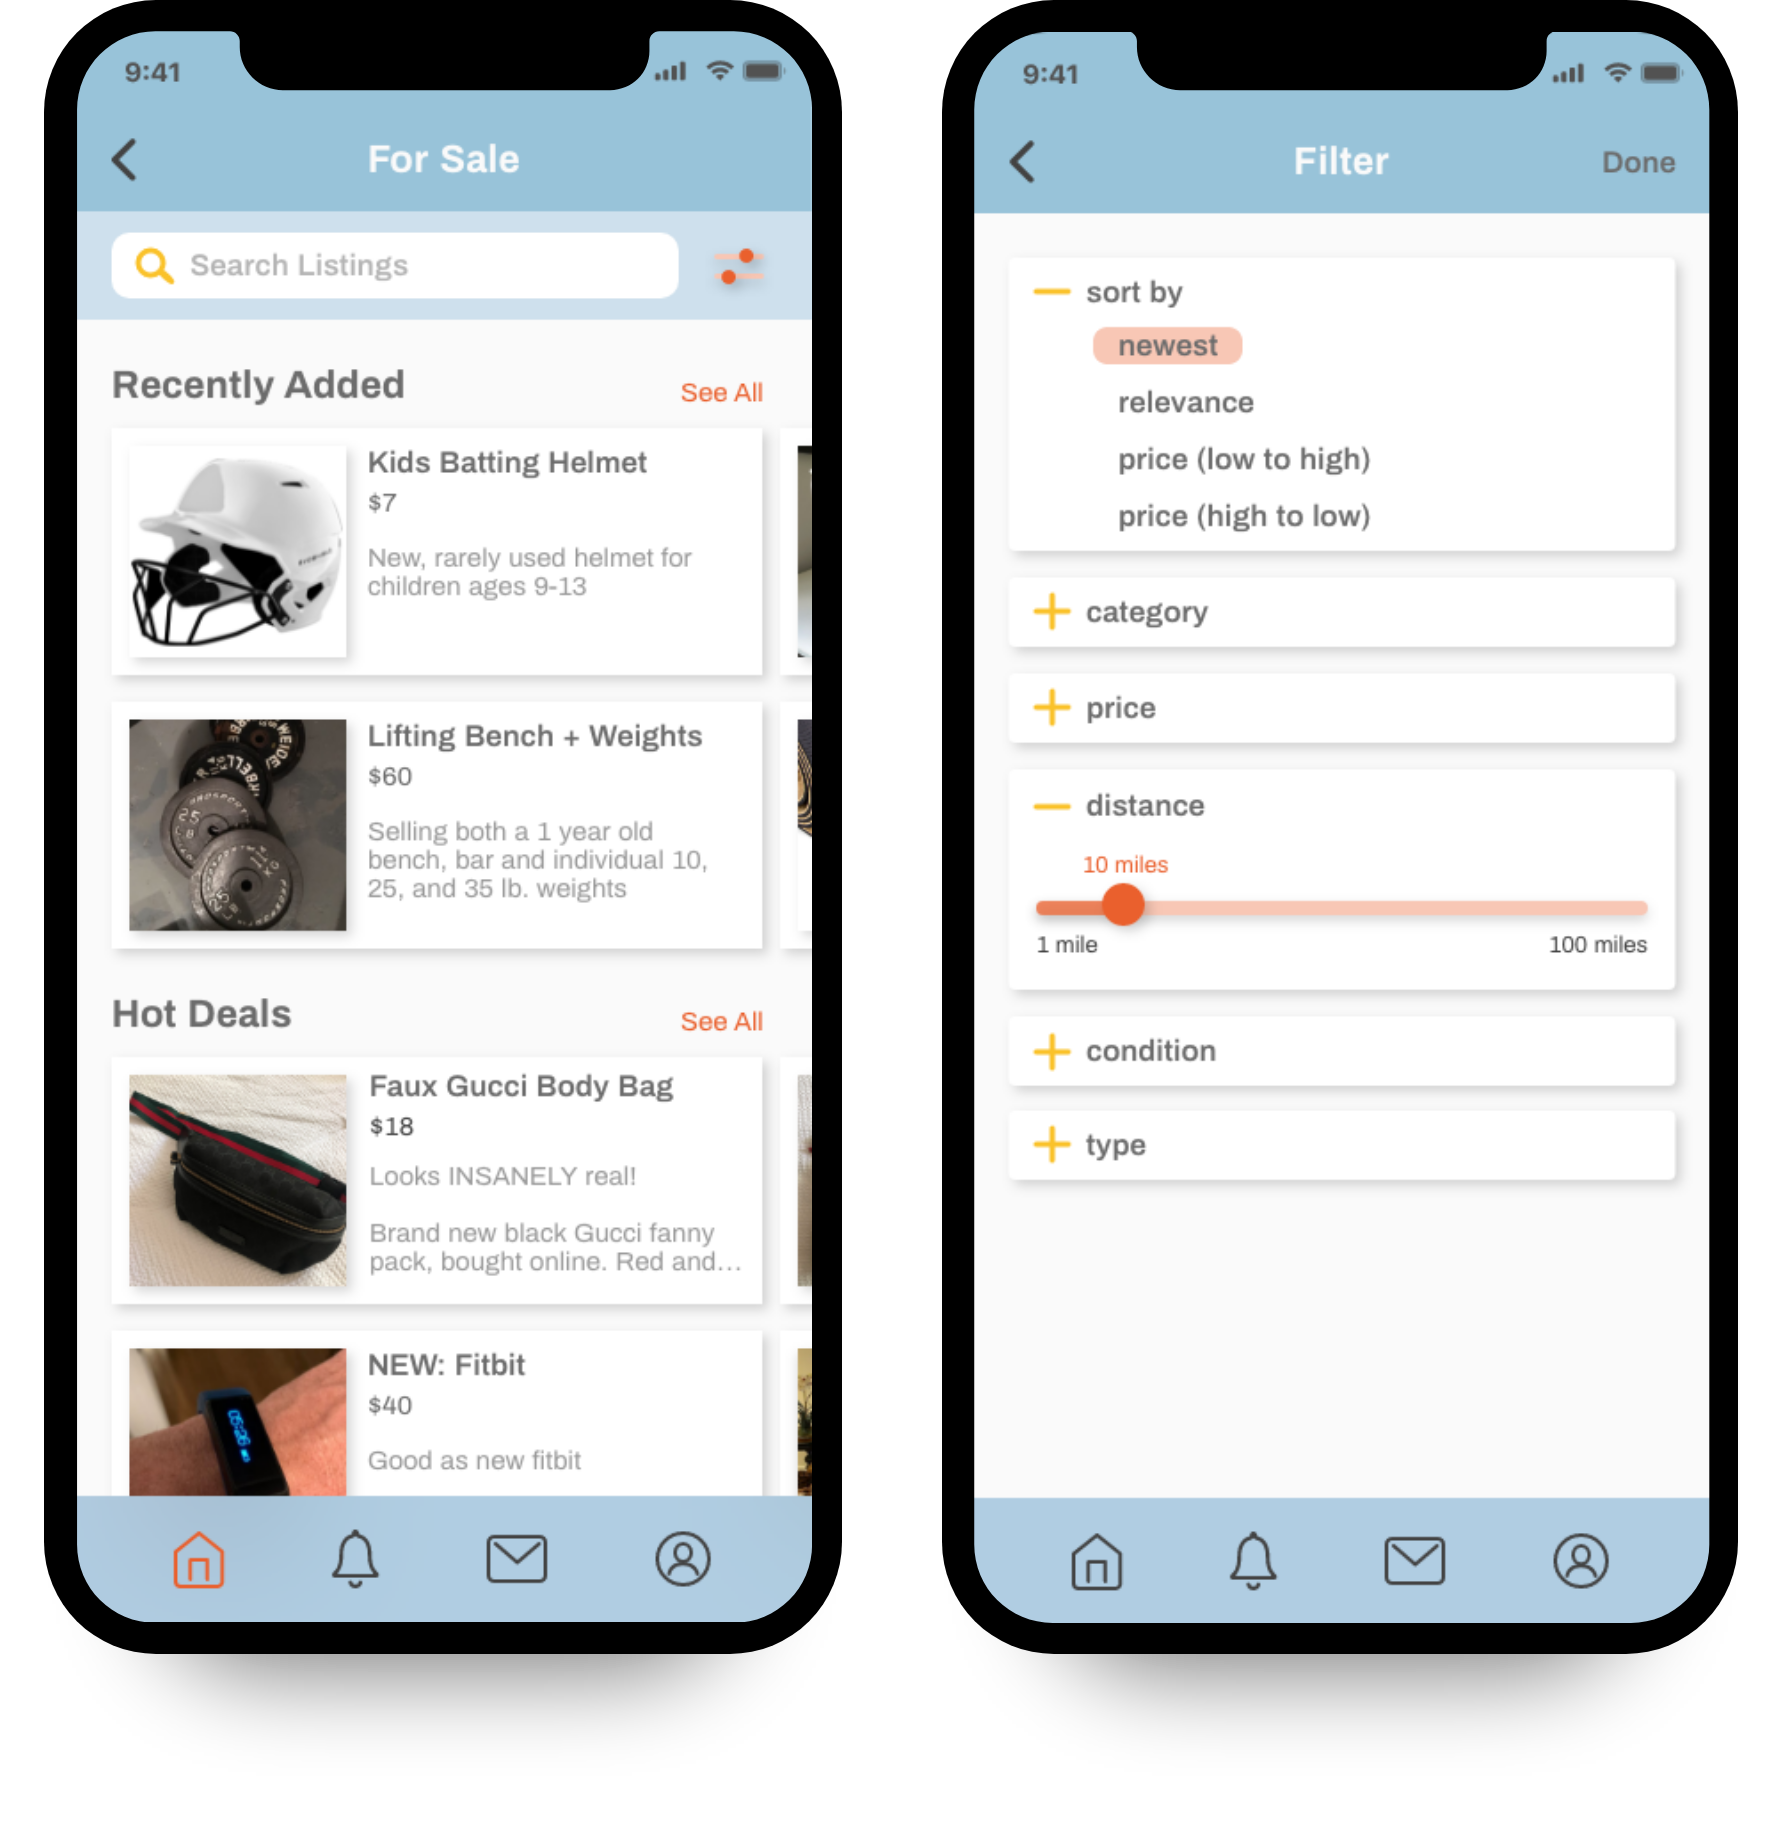 9:41
For Sale
Search Listings
Recently Added
See All
Kids Batting Helmet
$7
New, rarely used helmet for
children ages 9-13
Lifting Bench + Weights
$60
Selling both a 1 year old
bench, bar and individual 10,
25, and 35 lb. weights
25
25
Hot Deals
See All
Faux Gucci Body Bag
$18
Looks INSANELY real!
Brand new black Gucci fanny
pack, bought online. Red and...
NEW: Fitbit
$40
Good as new fitbit
05:26
9:41
Filter
Done
sort by
newest
relevance
price (low to high)
price (high to low)
category
price
distance
10 miles
1 mile
100 miles
condition
type